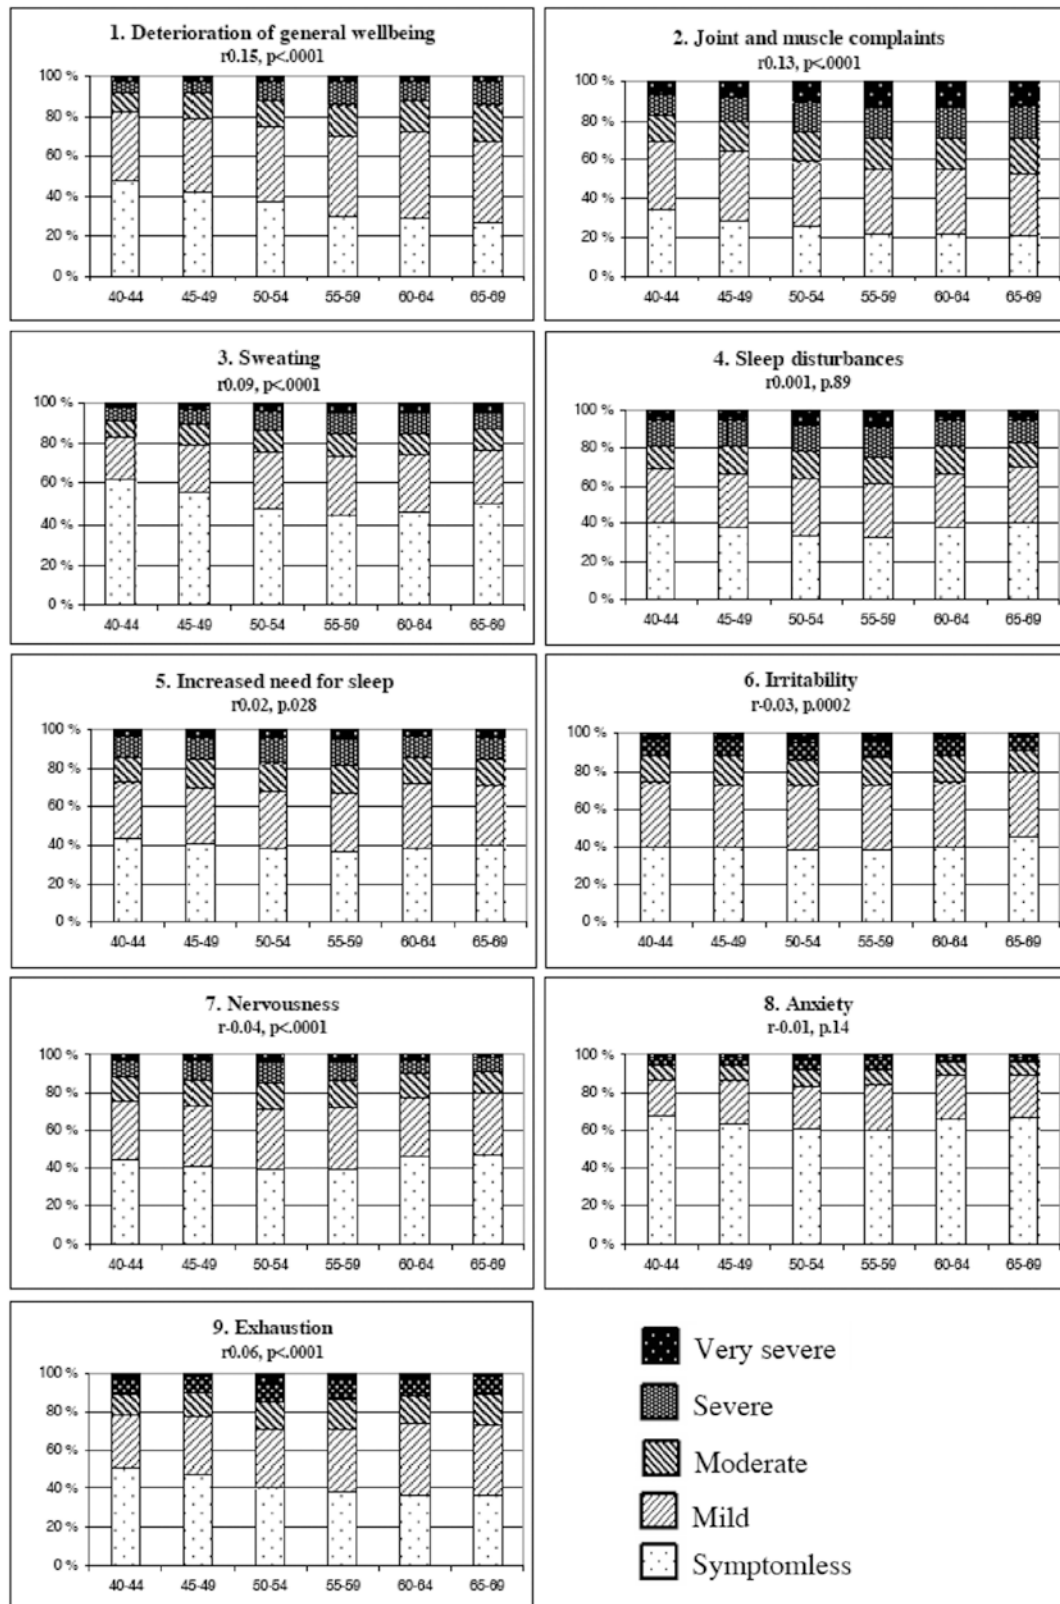 1. Deterioration of general wellbeing
r0.15, p<.0001
100 %
80 %
60 %
40 %
20 %
0 %
40-44 45-49 50-54 55-59 60-64 65-69
2. Joint and muscle complaints
r0.13, p<.0001
100 %
80 %
60 %
40 %
20 %
0 %
40-44 45-49 50-54 55-59 60-64 65-69
3. Sweating
r0.09, p<.0001
100 %
80 %
60 %
40 %
20 %
0 %
40-44 45-49 50-54 55-59 60-64 65-69
4. Sleep disturbances
r0.001, p.89
100 %
80 %
60 %
40 %
20 %
0 %
40-44 45-49 50-54 55-59 60-64 65-69
5. Increased need for sleep
r0.02, p.028
100 %
80 %
60 %
40 %
20 %
0 %
40-44 45-49 50-54 55-59 60-64 65-69
6. Irritability
r-0.03, p.0002
100 %
80 %
60 %
40 %
20 %
0 %
40-44 45-49 50-54 55-59 60-64 65-69
7. Nervousness
r-0.04, p<.0001
100 %
80 %
60 %
40 %
20 %
0 %
40-44 45-49 50-54 55-59 60-64 65-69
8. Anxiety
r-0.01, p.14
100 %
80 %
60 %
40 %
20 %
0 %
40-44 45-49 50-54 55-59 60-64 65-69
9. Exhaustion
r0.06, p<.0001
100 %
80 %
60 %
40 %
20 %
0 %
40-44 45-49 50-54 55-59 60-64 65-69
Very severe
Severe
Moderate
Mild
Symptomless